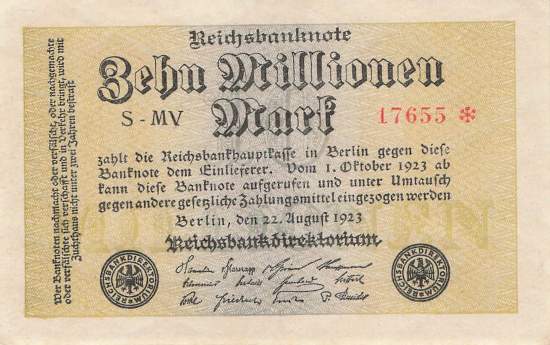 Reichsbanknote
Zehn Millionen
Mark
S - MV
17655 *
zahlt die Reichsbankhauptkasse in Berlin gegen diese
Banknote dem Einlieferer. Vom 1. Oktober 1923 ab
kann diese Banknote aufgerufen und unter Umtausch
gegen andere gesetzliche Zahlungsmittel eingezogen werden
Berlin, den 22. August 1923
Reichsbankdirektorium
REICHSBANKDIREKTORIUM
REICHSBANKDIREKTORIUM
Wer Banknoten nachmacht oder verfälscht, oder nachgemachte
oder verfälschte sich verschafft und in Verkehr bringt, wird mit
Zuchthaus nicht unter zwei Jahren bestraft